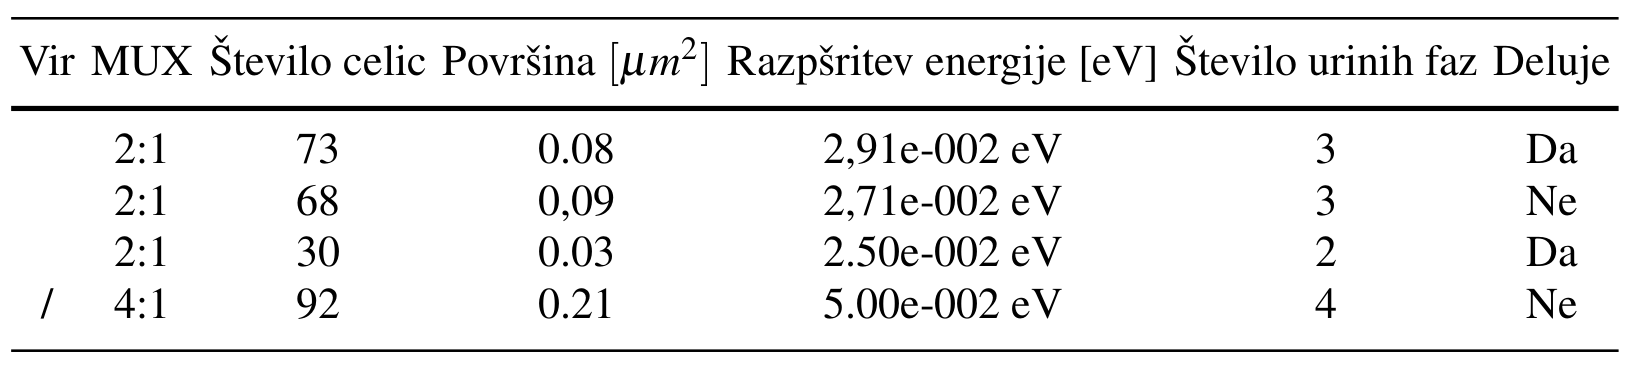 Vir MUX Število celic Površina [μm²] Razpšritev energije [eV] Število urinih faz Deluje
2:1 73 0.08 2,91e-002 eV 3 Da
2:1 68 0,09 2,71e-002 eV 3 Ne
2:1 30 0.03 2.50e-002 eV 2 Da
/ 4:1 92 0.21 5.00e-002 eV 4 Ne